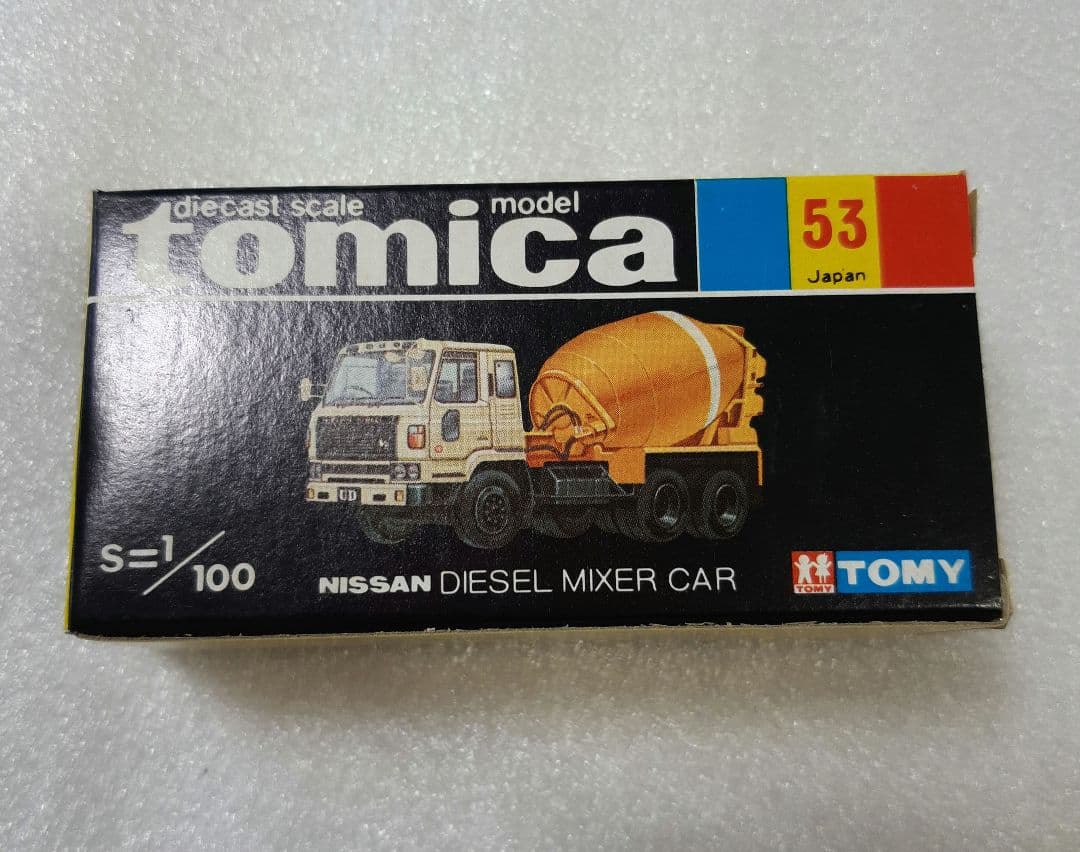 diecast scale model
tomica
53
Japan
UD
S=1/100
NISSAN DIESEL MIXER CAR
TOMY
TOMY